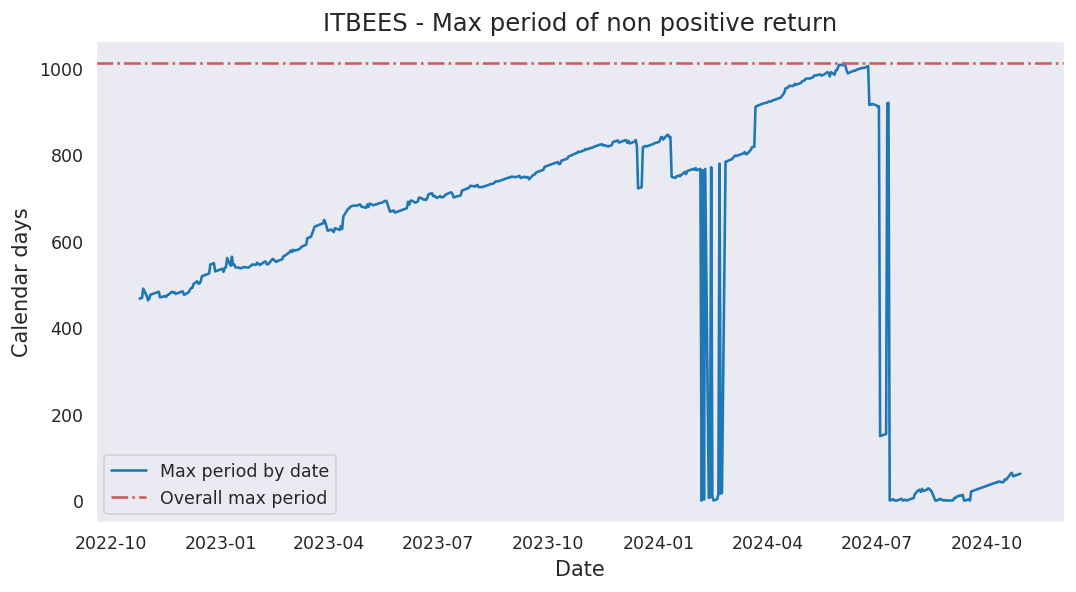 ITBEES - Max period of non positive return
Calendar days
1000
800
600
400
200
0
Max period by date
Overall max period
2022-10 2023-01 2023-04 2023-07 2023-10 2024-01 2024-04 2024-07 2024-10
Date